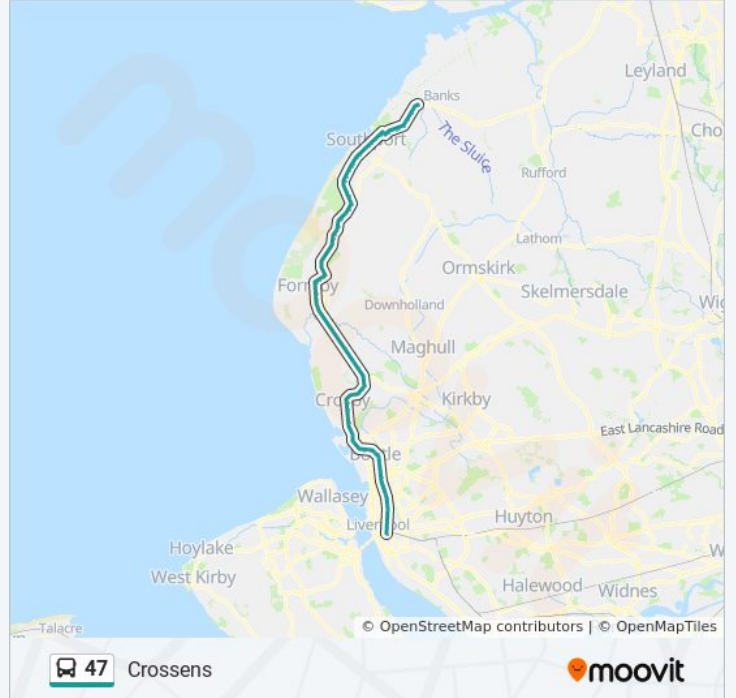 Leyland
Banks
Southport
The Sluice
Cho
Rufford
Lathom
Ormskirk
Formby
Skelmersdale
Downholland
Wig
Maghull
Crosby
Kirkby
East Lancashire Road
Bootle
Wallasey
Liverpool
Huyton
Hoylake
W
West Kirby
Halewood
Widnes
Talacre
© OpenStreetMap contributors | © OpenMapTiles
47 Crossens
moovit